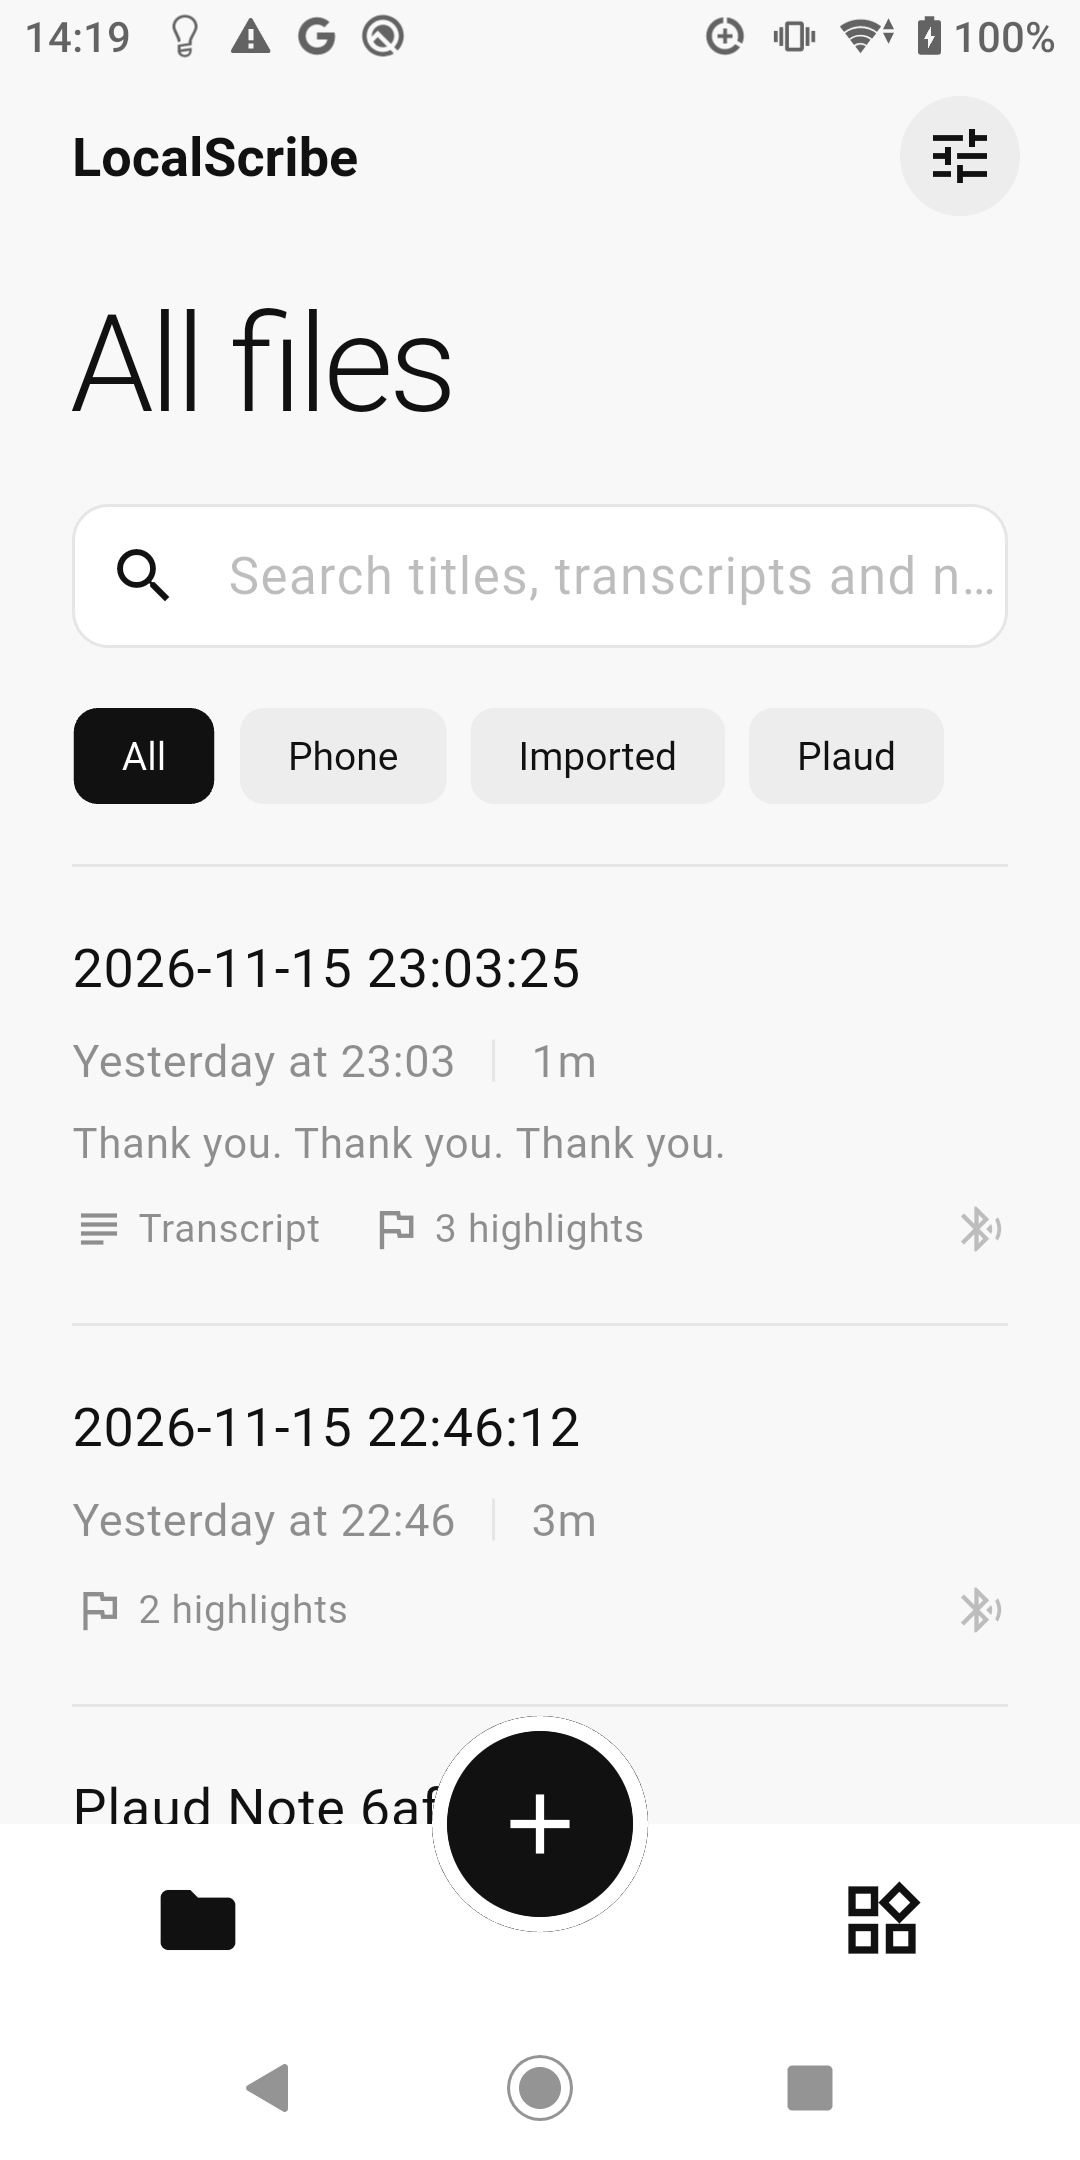 14:19
100%
LocalScribe
All files
Search titles, transcripts and n…
All
Phone
Imported
Plaud
2026-11-15 23:03:25
Yesterday at 23:03
1m
Thank you. Thank you. Thank you.
Transcript
3 highlights
2026-11-15 22:46:12
Yesterday at 22:46
3m
2 highlights
Plaud Note 6af